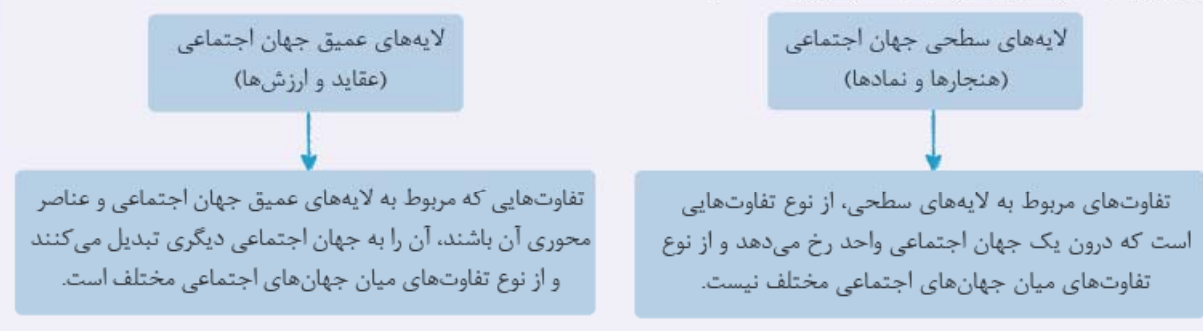 لایه‌های سطحی جهان اجتماعی
(هنجارها و نمادها)
تفاوت‌های مربوط به لایه‌های سطحی، از نوع تفاوت‌هایی
است که درون یک جهان اجتماعی واحد رخ می‌دهد و از نوع
تفاوت‌های میان جهان‌های اجتماعی مختلف نیست.
لایه‌های عمیق جهان اجتماعی
(عقاید و ارزش‌ها)
تفاوت‌هایی که مربوط به لایه‌های عمیق جهان اجتماعی و عناصر
محوری آن باشند، آن را به جهان اجتماعی دیگری تبدیل می‌کنند
و از نوع تفاوت‌های میان جهان‌های اجتماعی مختلف است.